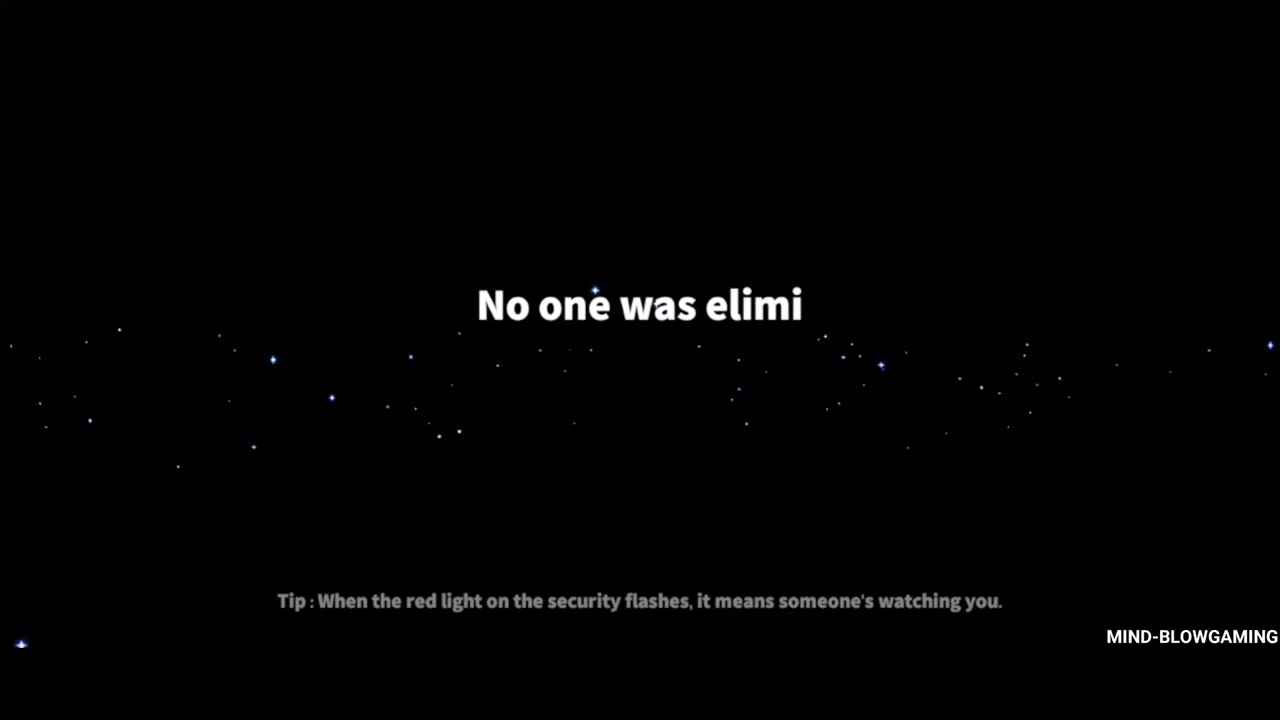 No one was elimi
Tip : When the red light on the security flashes, it means someone's watching you.
MIND-BLOWGAMING